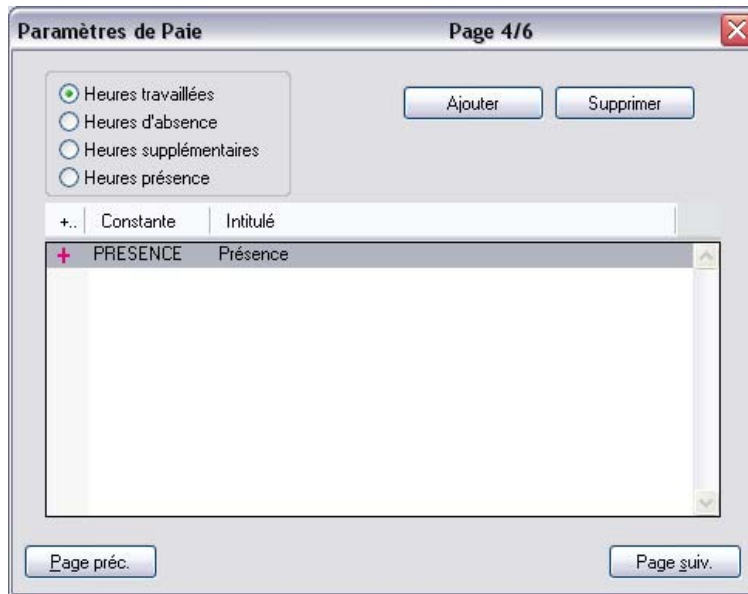 Paramètres de Paie Page 4/6
Heures travaillées
Heures d'absence
Heures supplémentaires
Heures présence
Ajouter Supprimer
+.. Constante Intitulé
+ PRESENCE Présence
Page préc. Page suiv.